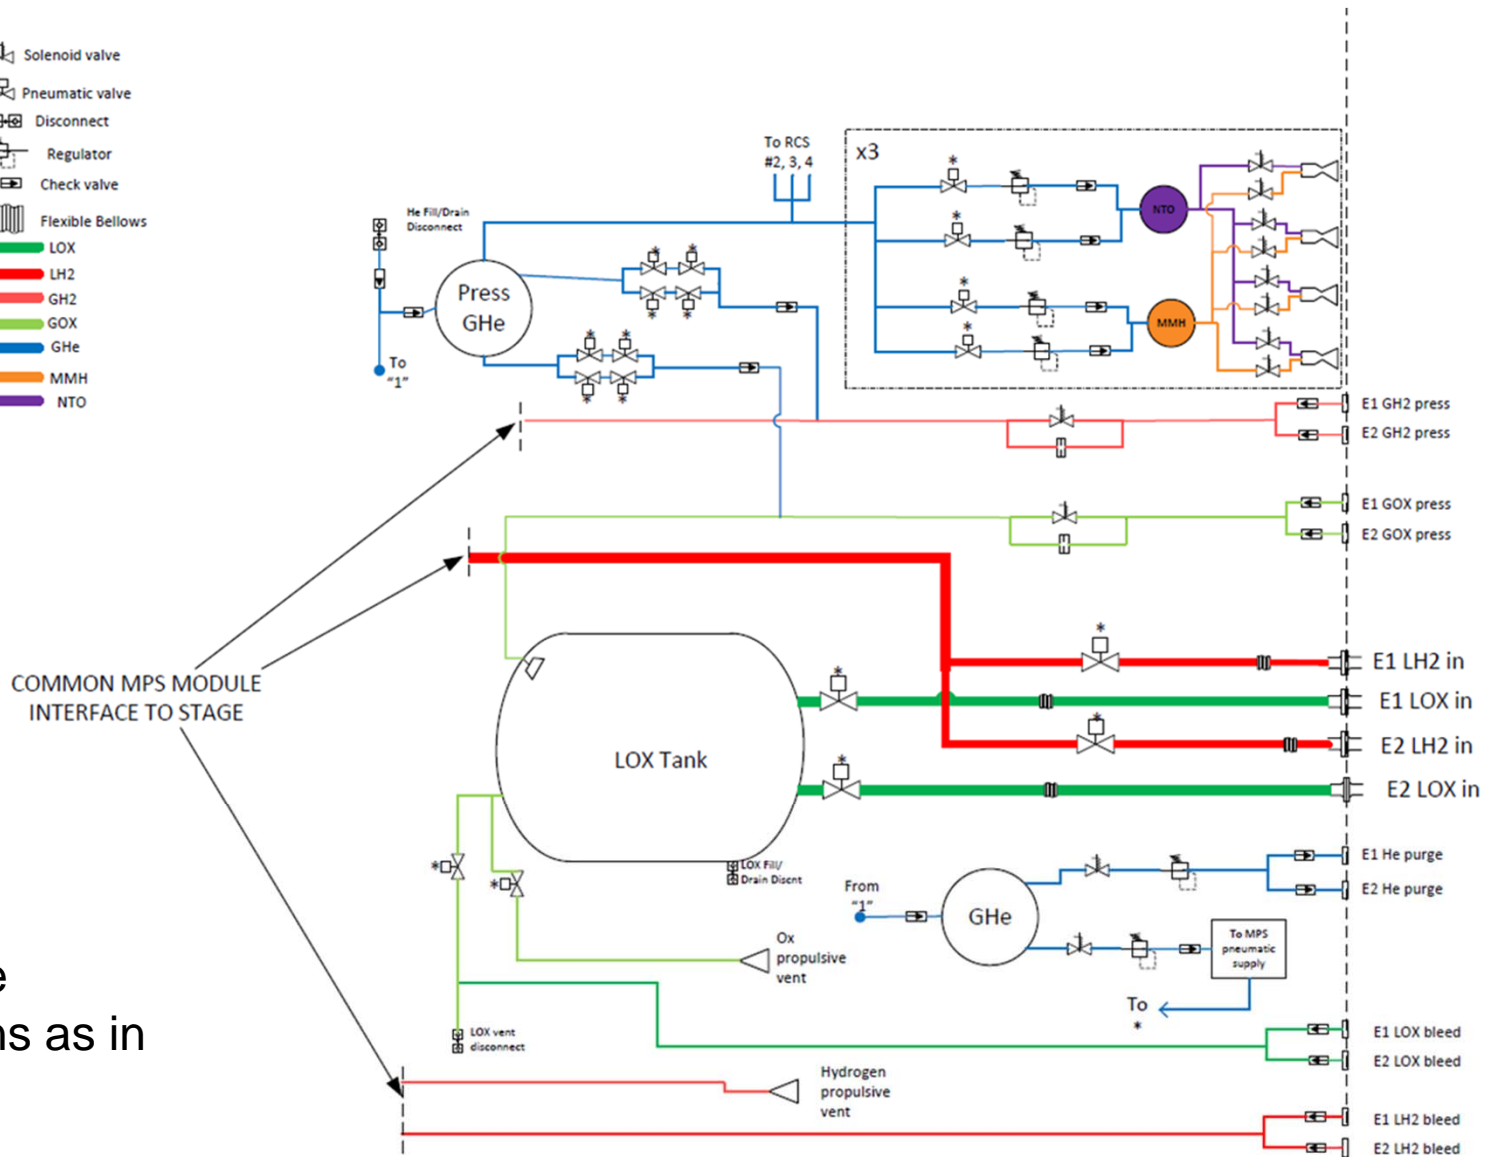 Solenoid valve
Pneumatic valve
Disconnect
Regulator
Check valve
Flexible Bellows
LOX
LH2
GH2
GOX
GHe
MMH
NTO
He Fill/Drain
Disconnect
To
"1"
Press
GHe
To RCS
#2, 3, 4
x3
*
*
*
*
NTO
MMH
*
*
*
*
*
*
*
*
E1 GH2 press
E2 GH2 press
E1 GOX press
E2 GOX press
COMMON MPS MODULE
INTERFACE TO STAGE
LOX Tank
*
*
*
*
E1 LH2 in
E1 LOX in
E2 LH2 in
E2 LOX in
*
*
LOX Fill/
Drain Discnt
Ox
propulsive
vent
From
"1"
GHe
E1 He purge
E2 He purge
To MPS
pneumatic
supply
To
*
e
ns as in
LOX vent
disconnect
E1 LOX bleed
E2 LOX bleed
Hydrogen
propulsive
vent
E1 LH2 bleed
E2 LH2 bleed